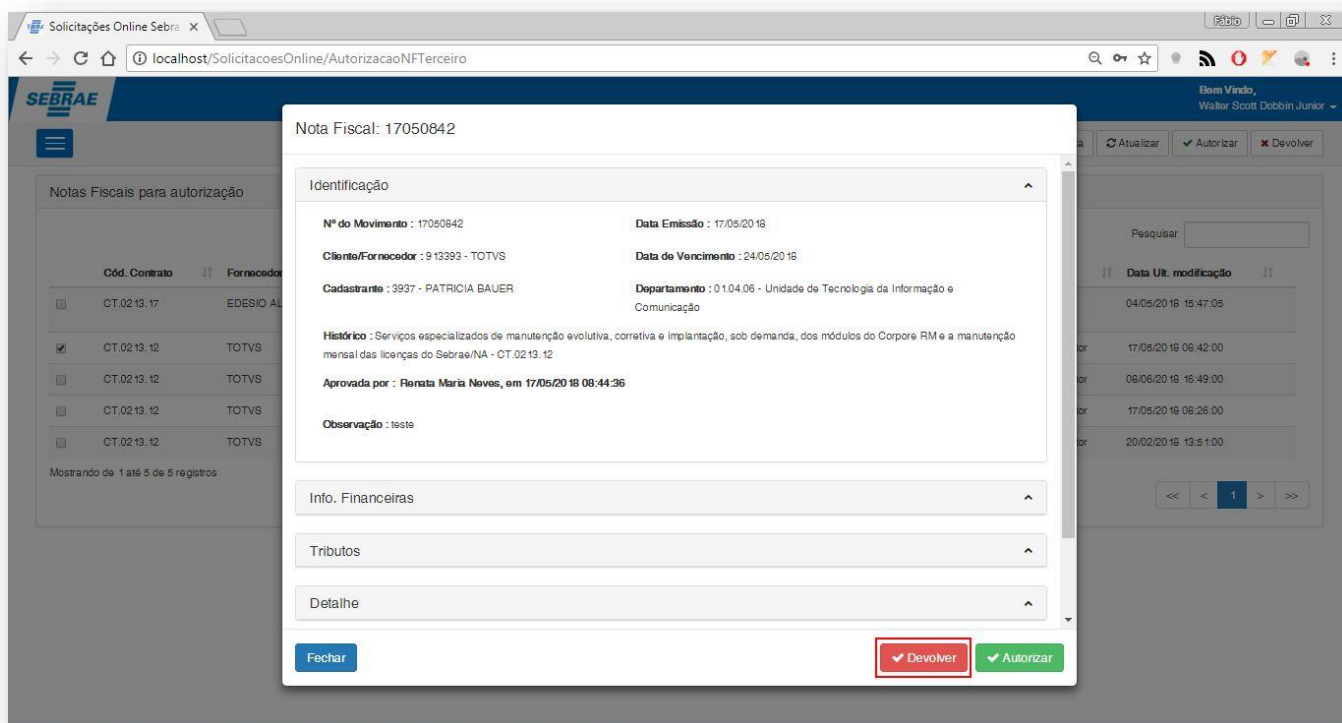 Solicitações Online Sebra
Fábio
localhost/SolicitacoesOnline/AutorizacaoNFTerceiro
SEBRAE
Bem Vindo,
Walter Scott Dobbin Junior
Nota Fiscal: 17050842
Atualizar
Autorizar
Devolver
Notas Fiscais para autorização
Identificação
Nº do Movimento : 17050842
Data Emissão : 17/05/2018
Cliente/Fornecedor : 913393 - TOTVS
Data de Vencimento : 24/05/2018
Cadastrante : 3937 - PATRICIA BAUER
Departamento : 01.04.06 - Unidade de Tecnologia da Informação e
Comunicação
Histórico : Serviços especializados de manutenção evolutiva, corretiva e implantação, sob demanda, dos módulos do Corpore RM e a manutenção
mensal das licenças do Sebrae/NA - CT.0213.12
Aprovada por : Renata Maria Neves, em 17/05/2018 08:44:36
Observação : teste
Info. Financeiras
Tributos
Detalhe
Fechar
Devolver
Autorizar
Pesquisar
Cód. Contrato
Fornecedor
Data Ult. modificação
CT.0213.17
EDESIO AL
04/05/2018 15:47:05
CT.0213.12
TOTVS
tor
17/05/2018 08:42:00
CT.0213.12
TOTVS
tor
08/06/2018 16:49:00
CT.0213.12
TOTVS
tor
17/05/2018 08:26:00
CT.0213.12
TOTVS
tor
20/02/2018 13:51:00
Mostrando de 1 até 5 de 5 registros
<< < 1 > >>